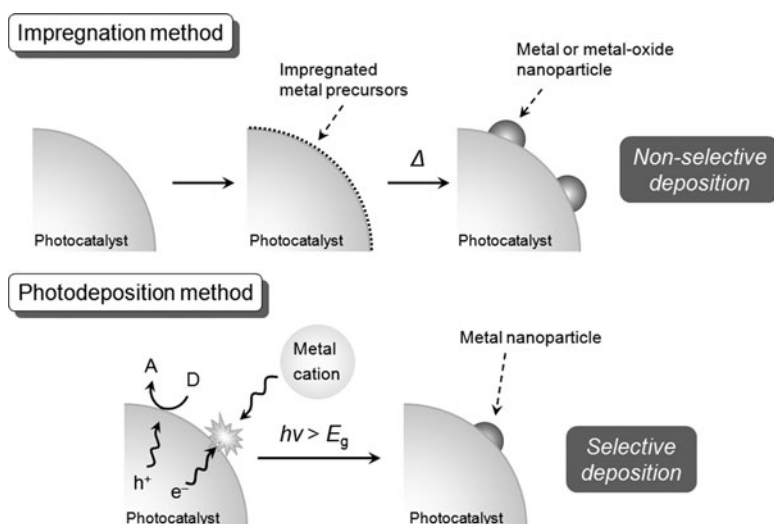 Impregnation method
Impregnated
metal precursors
Metal or metal-oxide
nanoparticle
Δ
Non-selective
deposition
Photocatalyst
Photocatalyst
Photocatalyst
Photodeposition method
Metal
cation
Metal nanoparticle
A
D
hν > Eg
h⁺
e⁻
Selective
deposition
Photocatalyst
Photocatalyst